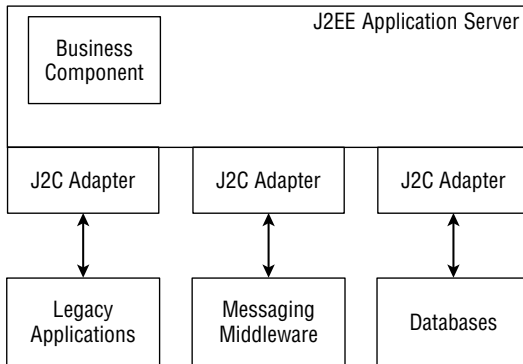 J2EE Application Server
Business
Component
J2C Adapter
J2C Adapter
J2C Adapter
Legacy
Applications
Messaging
Middleware
Databases